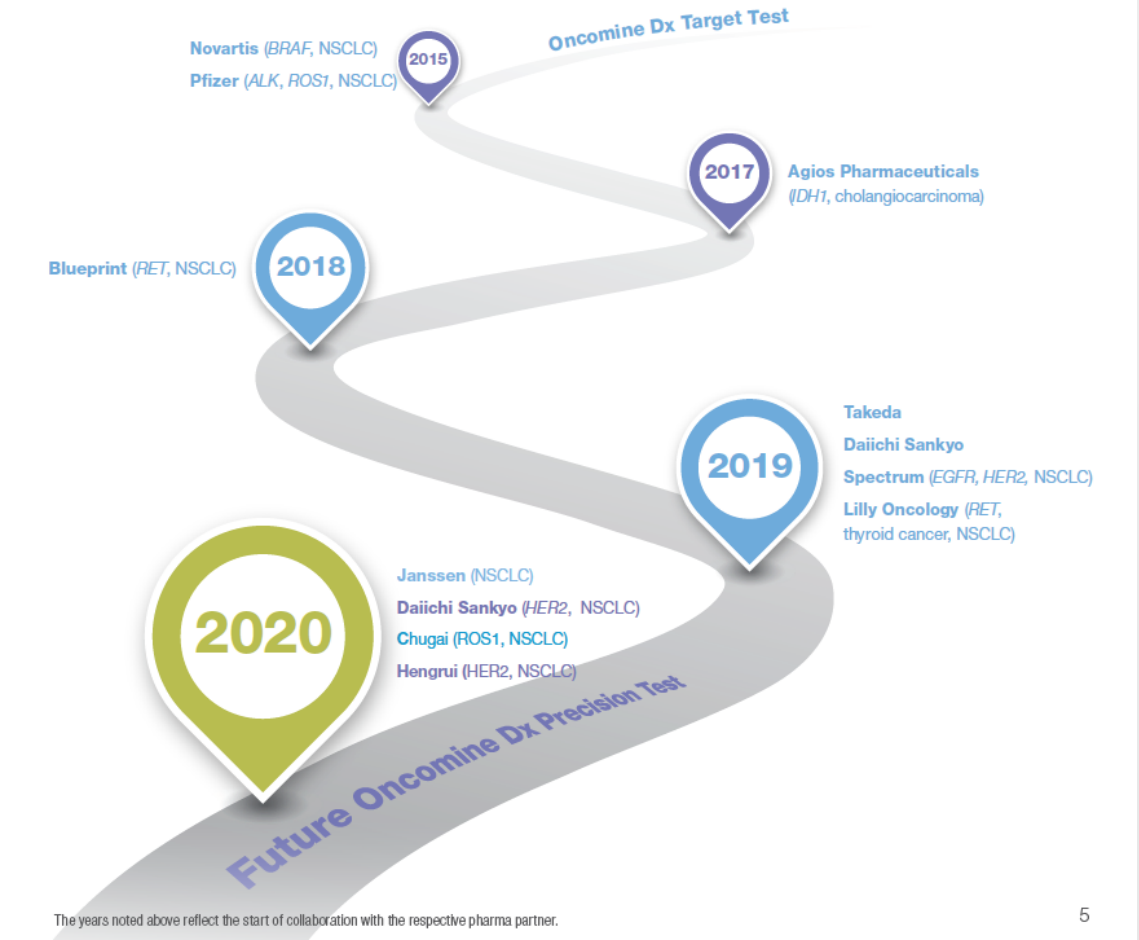 Oncomine Dx Target Test
Novartis (BRAF, NSCLC)
Pfizer (ALK, ROS1, NSCLC)
2015
2017
Agios Pharmaceuticals
(IDH1, cholangiocarcinoma)
Blueprint (RET, NSCLC)
2018
2019
Takeda
Daiichi Sankyo
Spectrum (EGFR, HER2, NSCLC)
Lilly Oncology (RET,
thyroid cancer, NSCLC)
2020
Janssen (NSCLC)
Daiichi Sankyo (HER2, NSCLC)
Chugai (ROS1, NSCLC)
Hengrui (HER2, NSCLC)
Future Oncomine Dx Precision Test
The years noted above reflect the start of collaboration with the respective pharma partner.
5